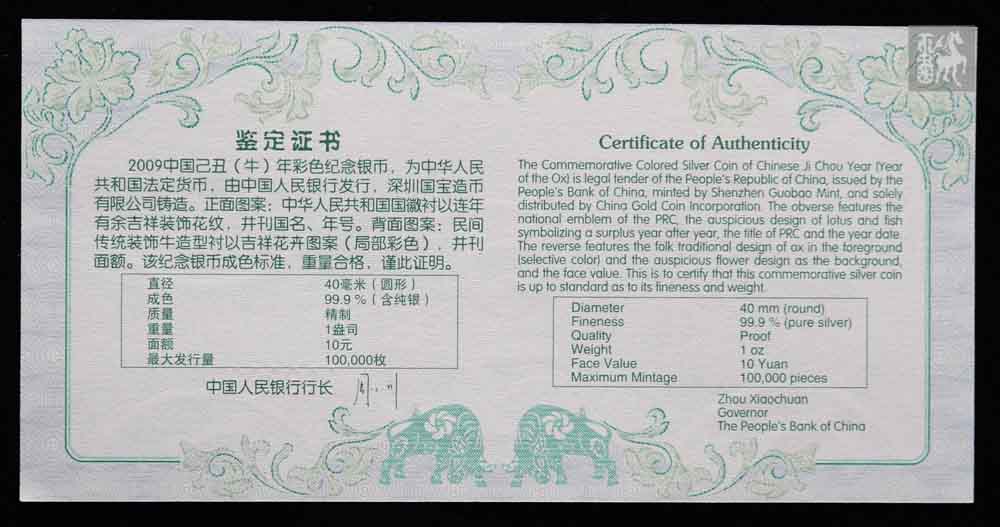 鉴定证书
2009中国己丑（牛）年彩色纪念银币，为中华人民
共和国法定货币，由中国人民银行发行，深圳国宝造币
有限公司铸造。正面图案：中华人民共和国国徽衬以连年
有余吉祥装饰花纹，并刊国名、年号。背面图案：民间
传统装饰牛造型衬以吉祥花卉图案（局部彩色），并刊
面额。该纪念银币成色标准，重量合格，谨此证明。
直径 40毫米（圆形）
成色 99.9％（含纯银）
质量 精制
重量 1盎司
面额 10元
最大发行量 100,000枚
中国人民银行行长
Certificate of Authenticity
The Commemorative Colored Silver Coin of Chinese Ji Chou Year (Year
of the Ox) is legal tender of the People's Republic of China, issued by the
People's Bank of China, minted by Shenzhen Guobao Mint, and solely
distributed by China Gold Coin Incorporation. The obverse features the
national emblem of the PRC, the auspicious design of lotus and fish
symbolizing a surplus year after year, the title of PRC and the year date.
The reverse features the folk traditional design of ox in the foreground
(selective color) and the auspicious flower design as the background,
and the face value. This is to certify that this commemorative silver coin
is up to standard as to its fineness and weight.
Diameter 40 mm (round)
Fineness 99.9 % (pure silver)
Quality Proof
Weight 1 oz
Face Value 10 Yuan
Maximum Mintage 100,000 pieces
Zhou Xiaochuan
Governor
The People's Bank of China